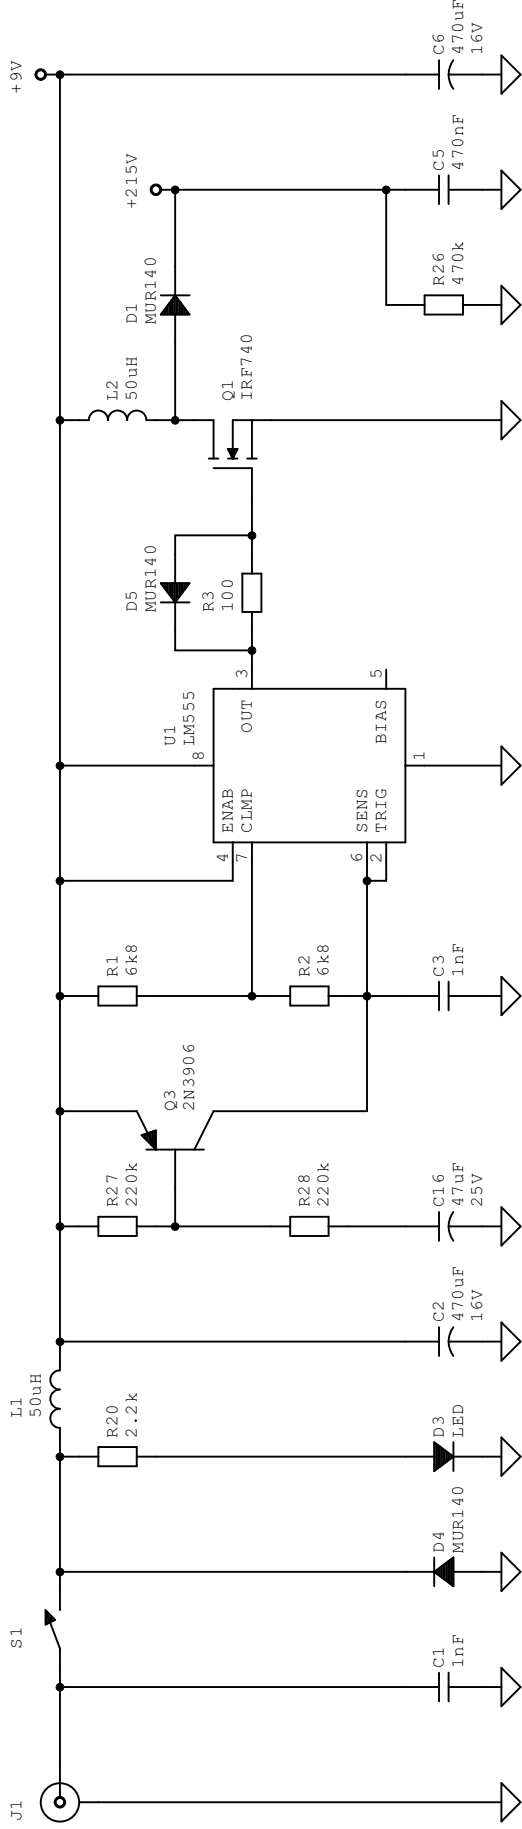 J1
S1
C1
1nF
D4
MUR140
D3
LED
R20
2.2k
L1
50uH
C2
470uF
16V
R27
220k
R28
220k
C16
47uF
25V
Q3
2N3906
R1
6k8
R2
6k8
C3
1nF
U1
LM555
8
4
ENAB
7
CLMP
6
SENS
2
TRIG
3
OUT
5
BIAS
1
D5
MUR140
R3
100
L2
50uH
Q1
IRF740
D1
MUR140
+215V
R26
470k
C5
470nF
+9V
C6
470uF
16V